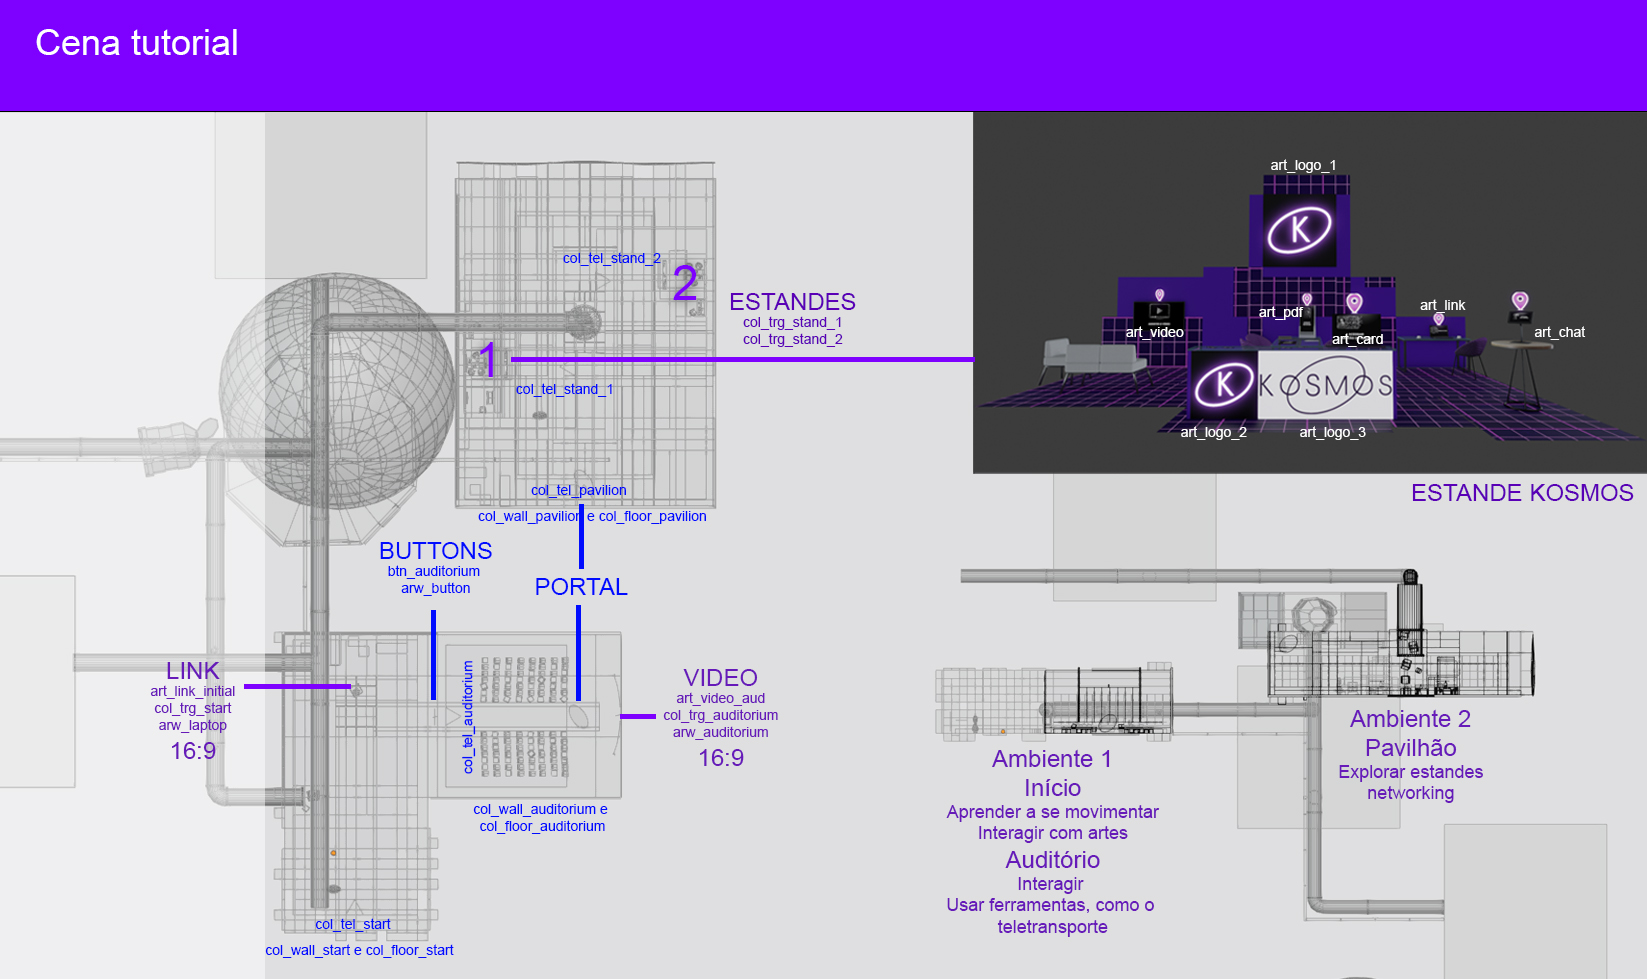 Cena tutorial
col_tel_stand_2
2
1
col_tel_stand_1
ESTANDES
col_trg_stand_1
col_trg_stand_2
art_logo_1
K
art_video
art_pdf
art_card
art_link
art_chat
K
KOSMOS
art_logo_2
art_logo_3
ESTANDE KOSMOS
col_tel_pavilion
col_wall_pavilion e col_floor_pavilion
BUTTONS
btn_auditorium
arw_button
PORTAL
LINK
art_link_initial
col_trg_start
arw_laptop
16:9
col_tel_auditorium
VIDEO
art_video_aud
col_trg_auditorium
arw_auditorium
16:9
col_wall_auditorium e
col_floor_auditorium
col_tel_start
col_wall_start e col_floor_start
Ambiente 1
Início
Aprender a se movimentar
Interagir com artes
Auditório
Interagir
Usar ferramentas, como o
teletransporte
Ambiente 2
Pavilhão
Explorar estandes
networking